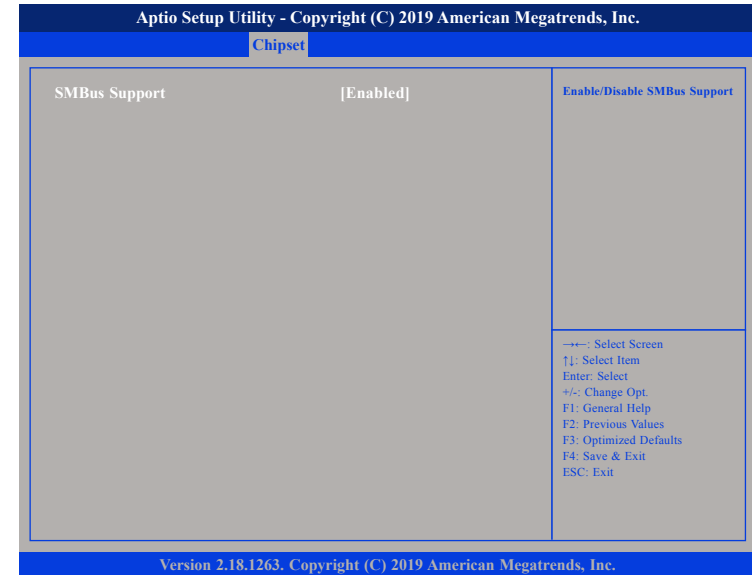 Aptio Setup Utility - Copyright (C) 2019 American Megatrends, Inc.
Chipset
SMBus Support [Enabled]
Enable/Disable SMBus Support
→←: Select Screen
↑↓: Select Item
Enter: Select
+/-: Change Opt.
F1: General Help
F2: Previous Values
F3: Optimized Defaults
F4: Save & Exit
ESC: Exit
Version 2.18.1263. Copyright (C) 2019 American Megatrends, Inc.